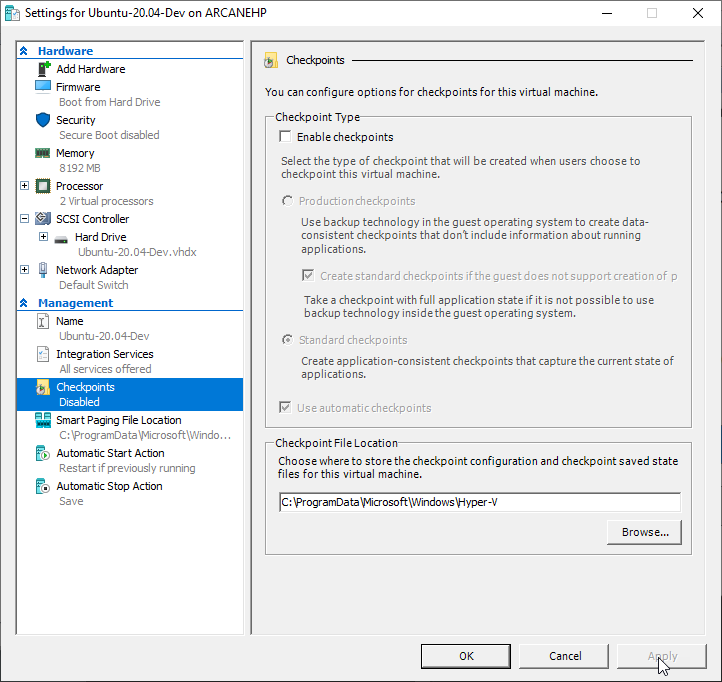 Settings for Ubuntu-20.04-Dev on ARCANEHP
Hardware
Add Hardware
Firmware
Boot from Hard Drive
Security
Secure Boot disabled
Memory
8192 MB
Processor
2 Virtual processors
SCSI Controller
Hard Drive
Ubuntu-20.04-Dev.vhdx
Network Adapter
Default Switch
Management
Name
Ubuntu-20.04-Dev
Integration Services
All services offered
Checkpoints
Disabled
Smart Paging File Location
C:\ProgramData\Microsoft\Windo...
Automatic Start Action
Restart if previously running
Automatic Stop Action
Save
Checkpoints
You can configure options for checkpoints for this virtual machine.
Checkpoint Type
Enable checkpoints
Select the type of checkpoint that will be created when users choose to
checkpoint this virtual machine.
Production checkpoints
Use backup technology in the guest operating system to create data-
consistent checkpoints that don't include information about running
applications.
Create standard checkpoints if the guest does not support creation of p
Take a checkpoint with full application state if it is not possible to use
backup technology inside the guest operating system.
Standard checkpoints
Create application-consistent checkpoints that capture the current state of
applications.
Use automatic checkpoints
Checkpoint File Location
Choose where to store the checkpoint configuration and checkpoint saved state
files for this virtual machine.
C:\ProgramData\Microsoft\Windows\Hyper-V
Browse...
OK
Cancel
Apply